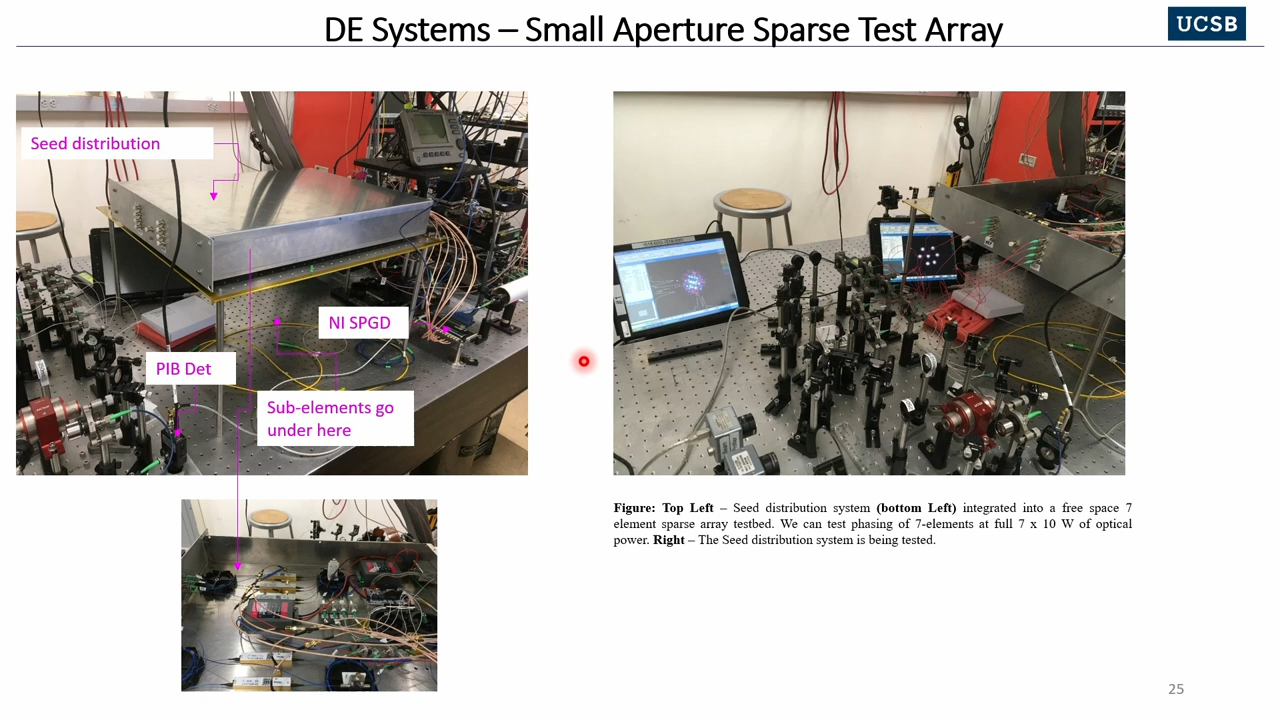 DE Systems – Small Aperture Sparse Test Array
UCSB
Seed distribution
NI SPGD
PIB Det
Sub-elements go
under here
Figure: Top Left – Seed distribution system (bottom Left) integrated into a free space 7
element sparse array testbed. We can test phasing of 7-elements at full 7 x 10 W of optical
power. Right – The Seed distribution system is being tested.
25